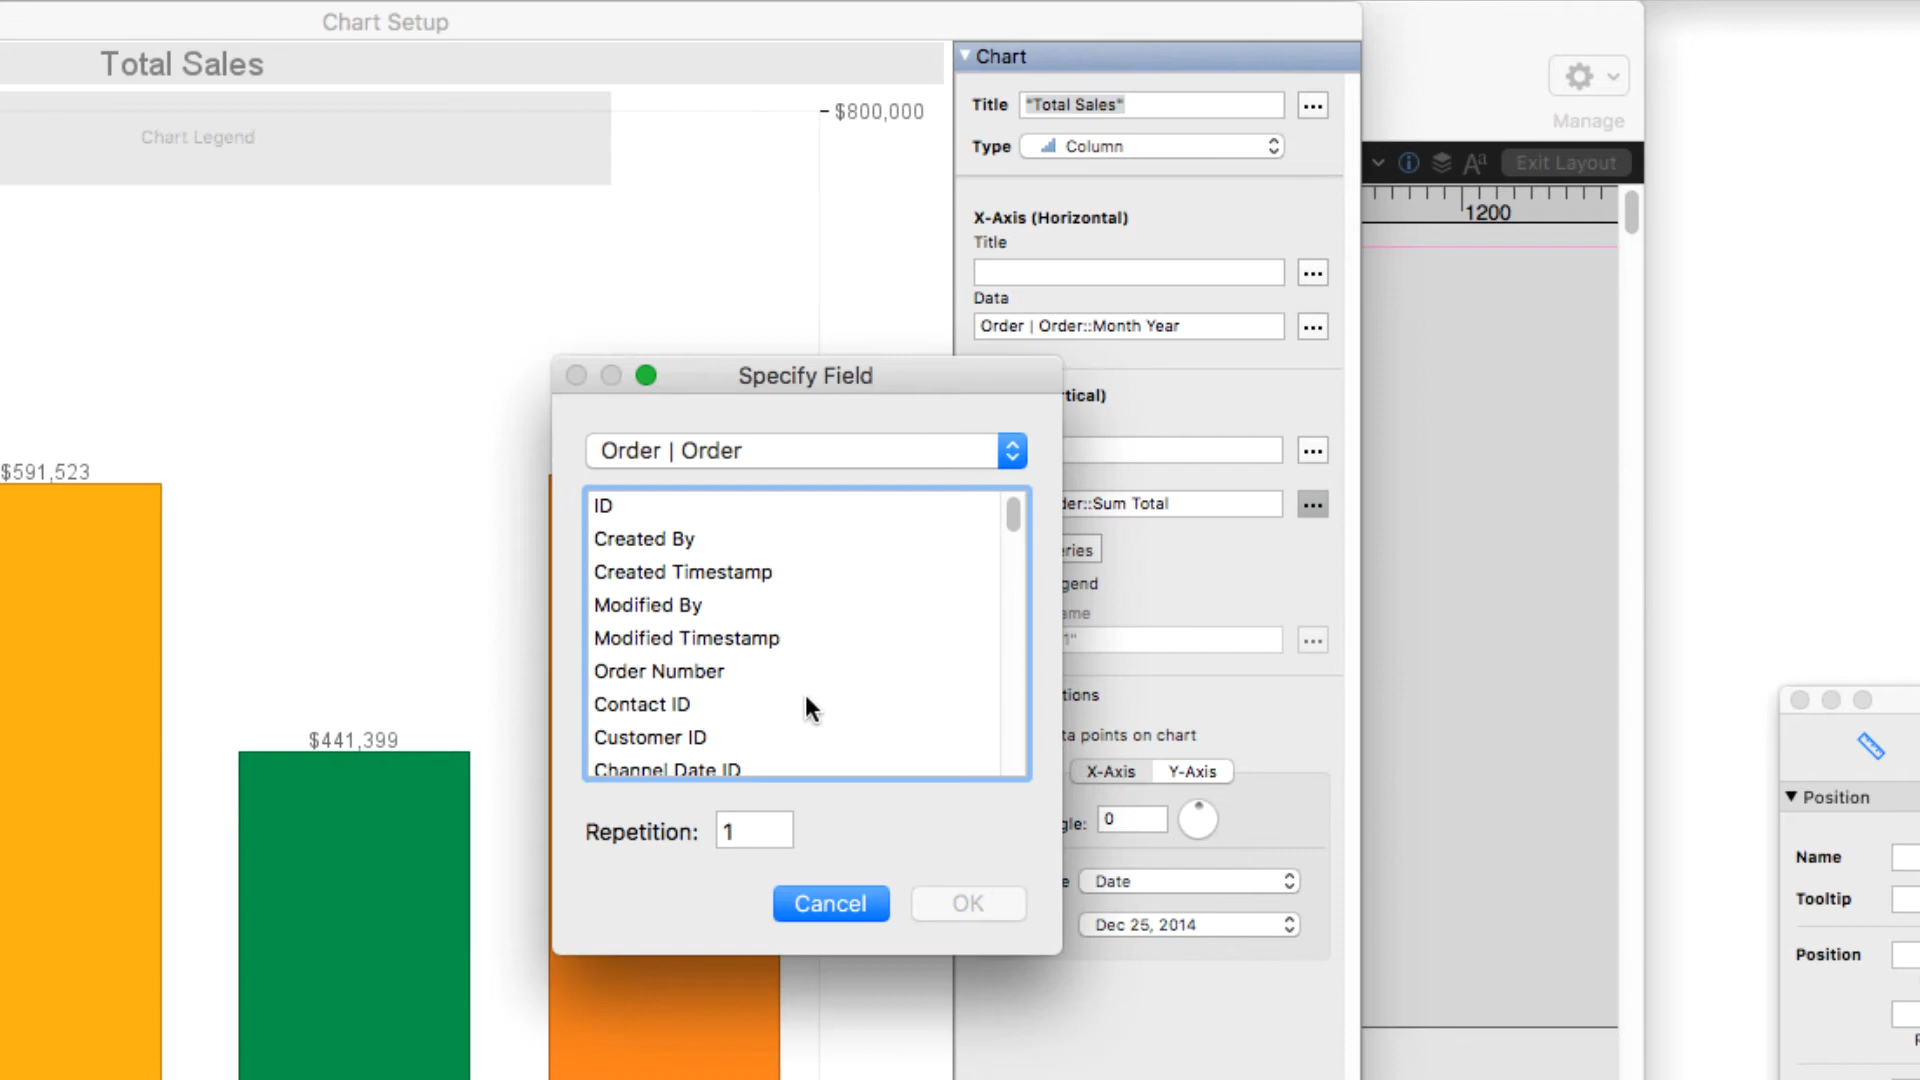 Chart Setup
Total Sales
Chart Legend
$800,000
$591,523
$441,399
Chart
Title "Total Sales" ...
Type Column
X-Axis (Horizontal)
Title
...
Data
Order | Order::Month Year ...
tical)
...
der::Sum Total ...
ries
gend
ame
1" ...
tions
ta points on chart
X-Axis Y-Axis
gle: 0
e Date
Dec 25, 2014
Specify Field
Order | Order
ID
Created By
Created Timestamp
Modified By
Modified Timestamp
Order Number
Contact ID
Customer ID
Channel Date ID
Repetition: 1
Cancel OK
Manage
Aa Exit Layout
1200
Position
Name
Tooltip
Position